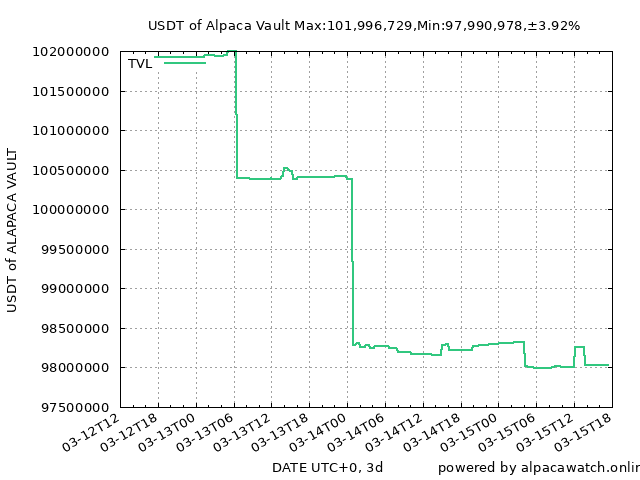 USDT of Alpaca Vault Max:101,996,729,Min:97,990,978,±3.92%
TVL
102000000
101500000
101000000
100500000
100000000
99500000
99000000
98500000
98000000
97500000
USDT of ALAPACA VAULT
03-12T12
03-12T18
03-13T00
03-13T06
03-13T12
03-13T18
03-14T00
03-14T06
03-14T12
03-14T18
03-15T00
03-15T06
03-15T12
03-15T18
DATE UTC+0, 3d
powered by alpacawatch.onlin